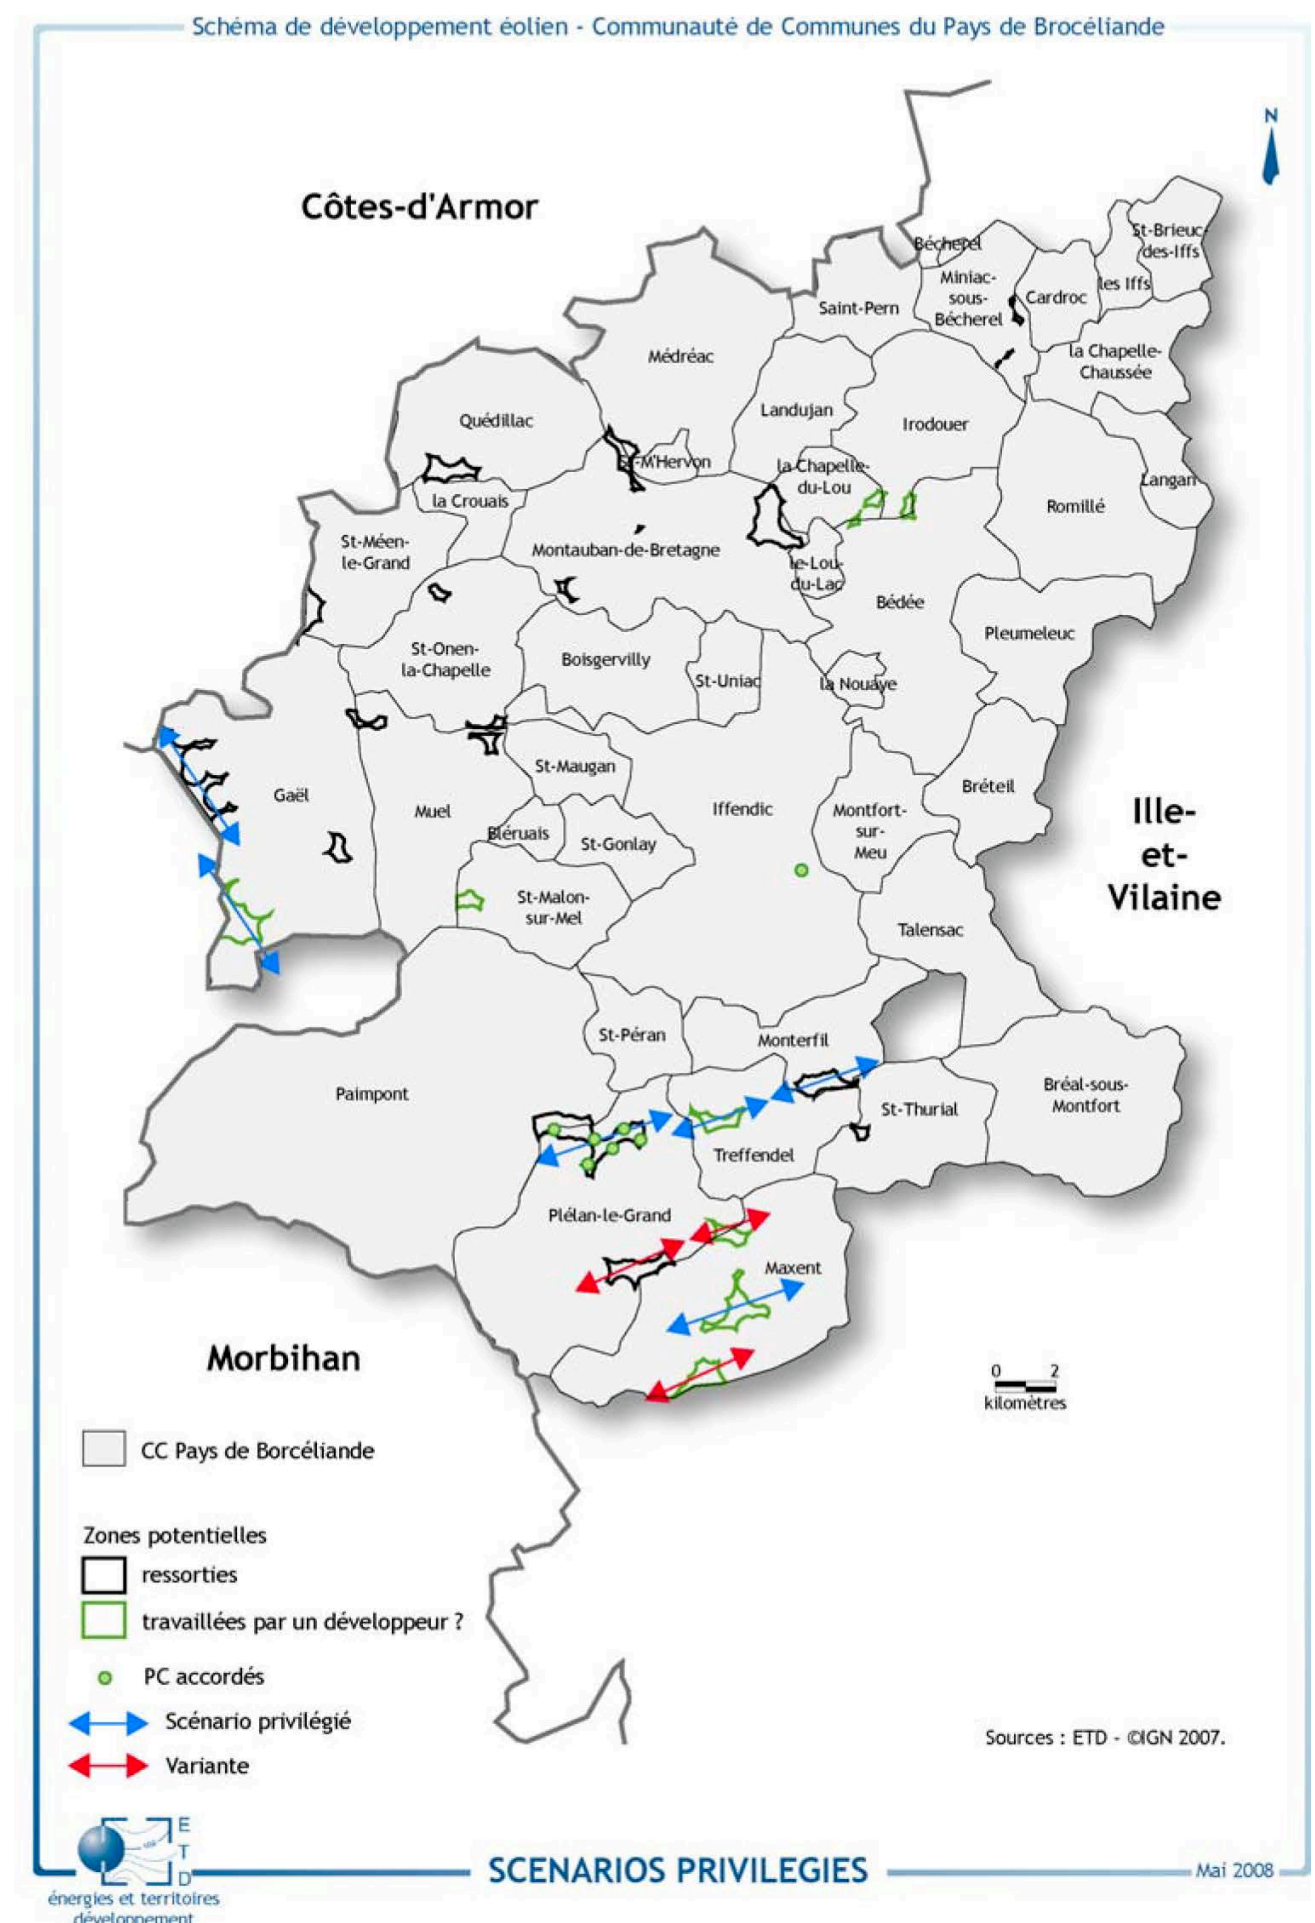 Schéma de développement éolien - Communauté de Communes du Pays de Brocéliande
N
Côtes-d'Armor
St-Brieuc-
des-Iffs
Bécherel
Miniac-
sous-
Bécherel
Cardroc
les Iffs
Saint-Pern
Médréac
la Chapelle-
Chaussée
Landujan
Irodouer
Quédillac
St-M'Hervon
la Chapelle-
du-Lou
Langan
la Crouais
Romillé
St-Méen-
le-Grand
Montauban-de-Bretagne
le-Lou-
du-Lac
Bédée
Pleumeleuc
St-Onen-
la-Chapelle
Boisgervilly
St-Uniac
la Nouaye
St-Maugan
Bréteil
Gaël
Muel
Iffendic
Montfort-
sur-
Meu
Ille-
et-
Vilaine
Bléruais
St-Gonlay
St-Malon-
sur-Mel
Talensac
St-Péran
Monterfil
Paimpont
Bréal-sous-
Montfort
St-Thurial
Treffendel
Plélan-le-Grand
Maxent
Morbihan
0 2
kilomètres
CC Pays de Borcéliande
Zones potentielles
ressorties
travaillées par un développeur ?
PC accordés
Scénario privilégié
Variante
Sources : ETD - ©IGN 2007.
E
T
D
énergies et territoires
développement
SCENARIOS PRIVILEGIES
Mai 2008